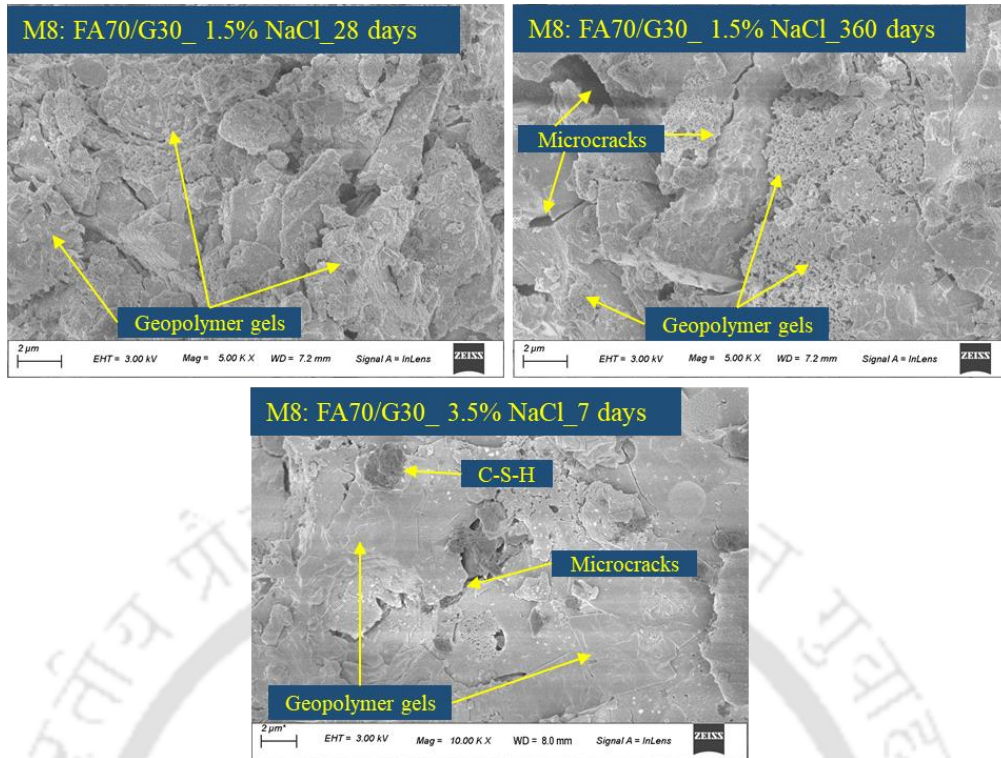 M8: FA70/G30_ 1.5% NaCl_28 days
Geopolymer gels
2 µm
EHT = 3.00 kV Mag = 5.00 K X WD = 7.2 mm Signal A = InLens
ZEISS
M8: FA70/G30_ 1.5% NaCl_360 days
Microcracks
Geopolymer gels
2 µm
EHT = 3.00 kV Mag = 5.00 K X WD = 7.2 mm Signal A = InLens
ZEISS
M8: FA70/G30_ 3.5% NaCl_7 days
C-S-H
Microcracks
Geopolymer gels
2 µm*
EHT = 3.00 kV Mag = 10.00 K X WD = 8.0 mm Signal A = InLens
ZEISS